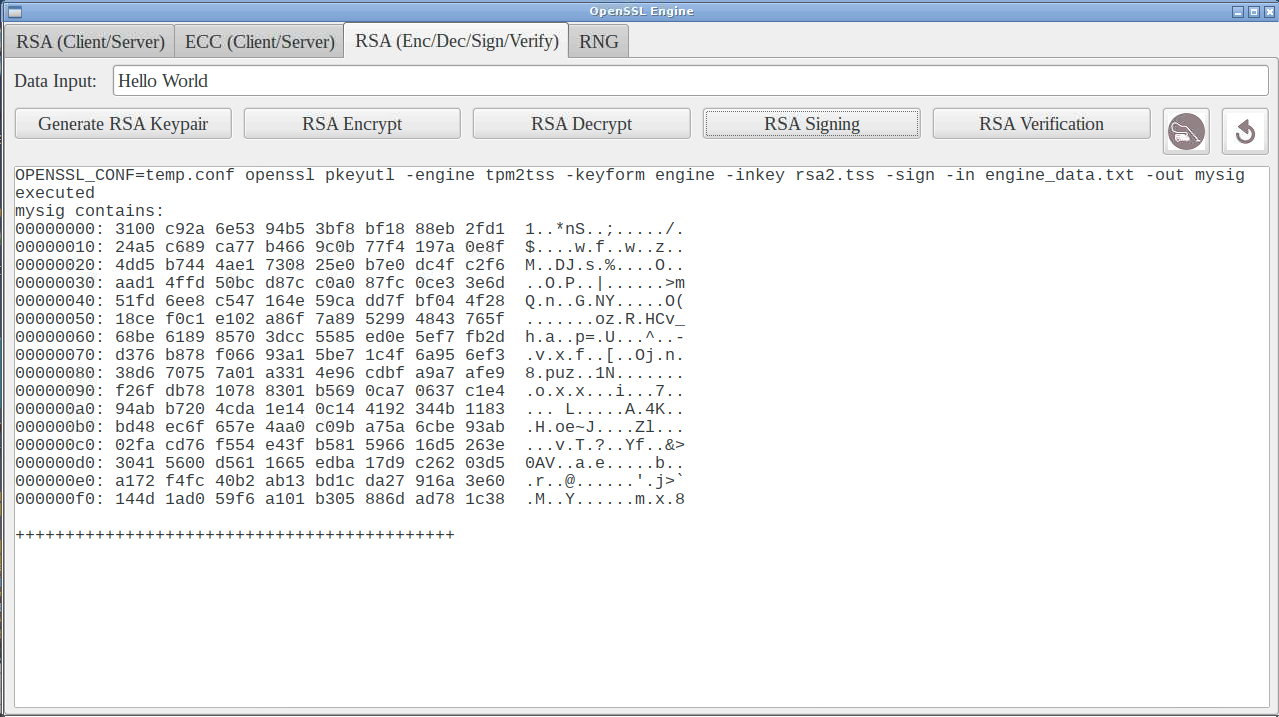 OpenSSL Engine
RSA (Client/Server) ECC (Client/Server) RSA (Enc/Dec/Sign/Verify) RNG
Data Input: Hello World
Generate RSA Keypair RSA Encrypt RSA Decrypt RSA Signing RSA Verification
OPENSSL_CONF=temp.conf openssl pkeyutl -engine tpm2tss -keyform engine -inkey rsa2.tss -sign -in engine_data.txt -out mysig
executed
mysig contains:
00000000: 3100 c92a 6e53 94b5 3bf8 bf18 88eb 2fd1  1..*nS..;...../.
00000010: 24a5 c689 ca77 b466 9c0b 77f4 197a 0e8f  $....w.f..w..z..
00000020: 4dd5 b744 4ae1 7308 25e0 b7e0 dc4f c2f6  M..DJ.s.%....O..
00000030: aad1 4ffd 50bc d87c c0a0 87fc 0ce3 3e6d  ..O.P..|......>m
00000040: 51fd 6ee8 c547 164e 59ca dd7f bf04 4f28  Q.n..G.NY.....O(
00000050: 18ce f0c1 e102 a86f 7a89 5299 4843 765f  .......oz.R.HCv_
00000060: 68be 6189 8570 3dcc 5585 ed0e 5ef7 fb2d  h.a..p=.U...^..-
00000070: d376 b878 f066 93a1 5be7 1c4f 6a95 6ef3  .v.x.f..[..Oj.n.
00000080: 38d6 7075 7a01 a331 4e96 cdbf a9a7 afe9  8.puz..1N.......
00000090: f26f db78 1078 8301 b569 0ca7 0637 c1e4  .o.x.x...i...7..
000000a0: 94ab b720 4cda 1e14 0c14 4192 344b 1183  ... L.....A.4K..
000000b0: bd48 ec6f 657e 4aa0 c09b a75a 6cbe 93ab  .H.oe~J....Zl...
000000c0: 02fa cd76 f554 e43f b581 5966 16d5 263e  ...v.T.?..Yf..&>
000000d0: 3041 5600 d561 1665 edba 17d9 c262 03d5  0AV..a.e.....b..
000000e0: a172 f4fc 40b2 ab13 bd1c da27 916a 3e60  .r..@......'.j>`
000000f0: 144d 1ad0 59f6 a101 b305 886d ad78 1c38  .M..Y......m.x.8
++++++++++++++++++++++++++++++++++++++++++++